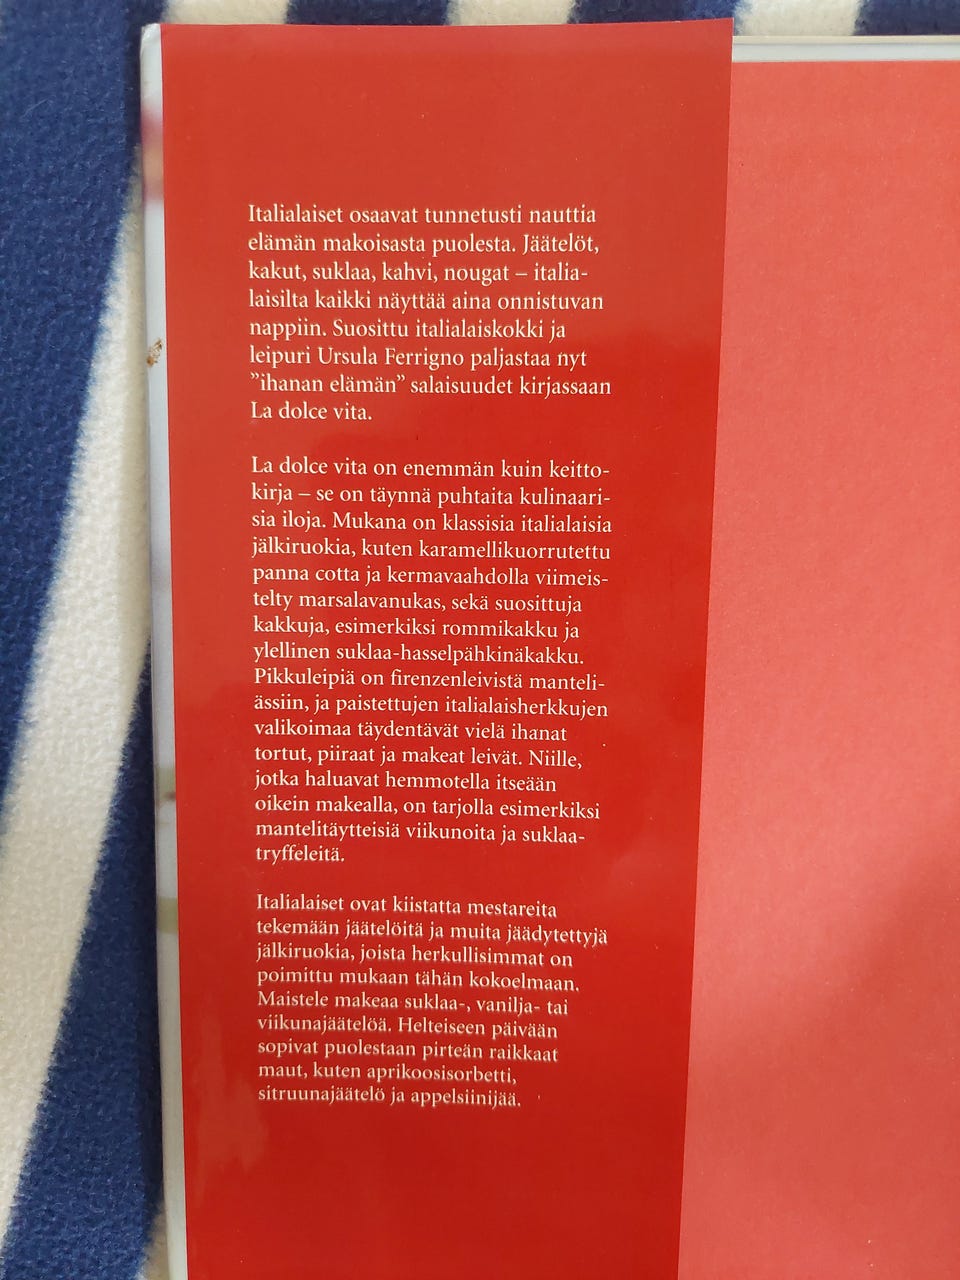 Italialaiset osaavat tunnetusti nauttia
elämän makoisasta puolesta. Jäätelöt,
kakut, suklaa, kahvi, nougat – italia-
laisilta kaikki näyttää aina onnistuvan
nappiin. Suosittu italialaiskokki ja
leipuri Ursula Ferrigno paljastaa nyt
”ihanan elämän” salaisuudet kirjassaan
La dolce vita.

La dolce vita on enemmän kuin keitto-
kirja – se on täynnä puhtaita kulinaari-
sia iloja. Mukana on klassisia italialaisia
jälkiruokia, kuten karamellikuorrutettu
panna cotta ja kermavaahdolla viimeis-
telty marsalavanukas, sekä suosittuja
kakkuja, esimerkiksi rommikakku ja
ylellinen suklaa-hasselpähkinäkakku.
Pikkuleipiä on firenzenleivistä manteli-
ässiin, ja paistettujen italialaisherkkujen
valikoimaa täydentävät vielä ihanat
tortut, piiraat ja makeat leivät. Niille,
jotka haluavat hemmotella itseään
oikein makealla, on tarjolla esimerkiksi
mantelitäytteisiä viikunoita ja suklaa-
tryffeleitä.

Italialaiset ovat kiistatta mestareita
tekemään jäätelöitä ja muita jäädytettyjä
jälkiruokia, joista herkullisimmat on
poimittu mukaan tähän kokoelmaan.
Maistele makeaa suklaa-, vanilja- tai
viikunajäätelöä. Helteiseen päivään
sopivat puolestaan pirteän raikkaat
maut, kuten aprikoosisorbetti,
sitruunajäätelö ja appelsiinijää.